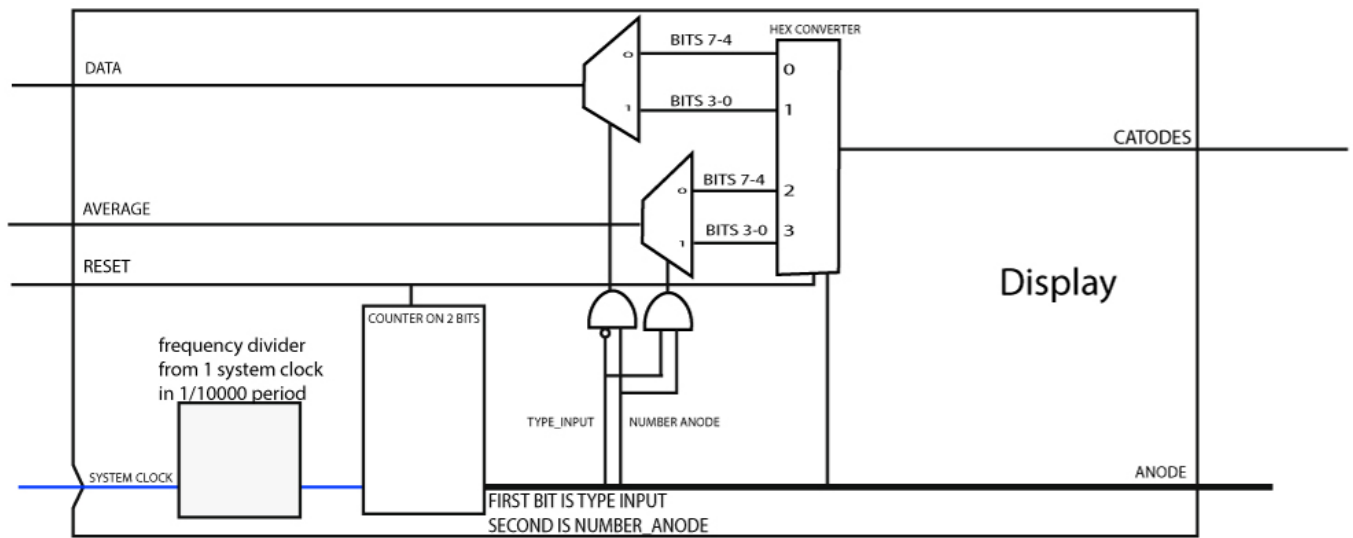 HEX CONVERTER
BITS 7-4
0
0
DATA
1
BITS 3-0
1
CATODES
BITS 7-4
0
2
AVERAGE
BITS 3-0
1
3
RESET
Display
COUNTER ON 2 BITS
frequency divider
from 1 system clock
in 1/10000 period
TYPE_INPUT
NUMBER ANODE
SYSTEM CLOCK
ANODE
FIRST BIT IS TYPE INPUT
SECOND IS NUMBER_ANODE